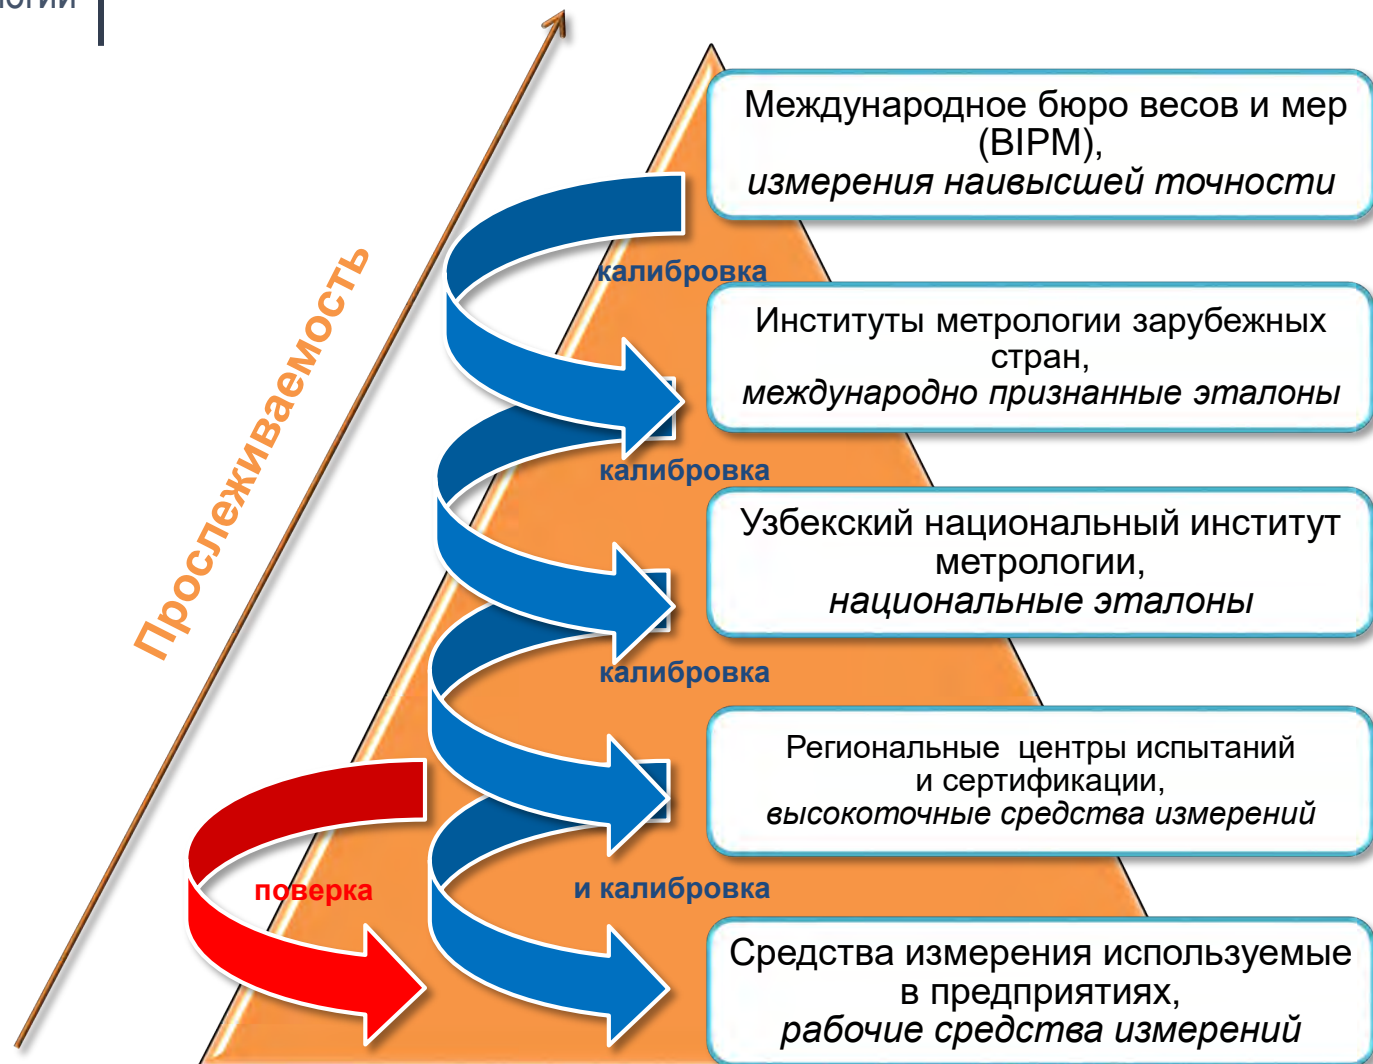 Международное бюро весов и мер
(BIPM),
измерения наивысшей точности
калибровка
Институты метрологии зарубежных
стран,
международно признанные эталоны
Прослеживаемость
калибровка
Узбекский национальный институт
метрологии,
национальные эталоны
калибровка
Региональные центры испытаний
и сертификации,
высокоточные средства измерений
поверка
и калибровка
Средства измерения используемые
в предприятиях,
рабочие средства измерений